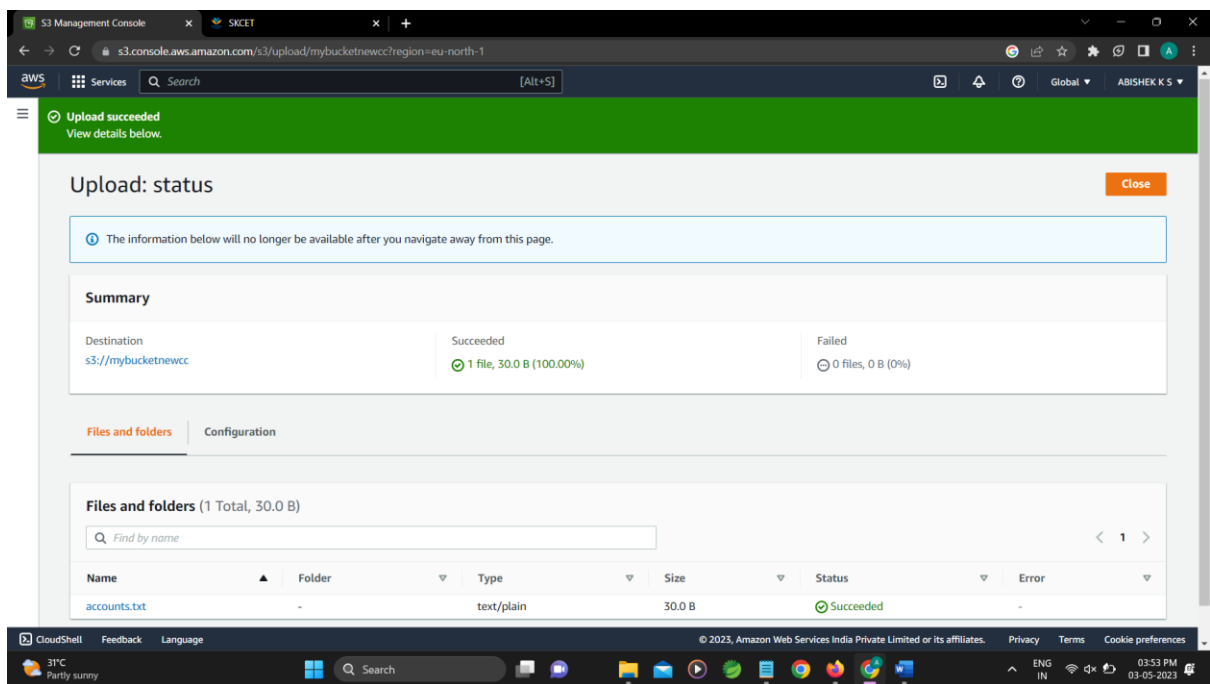 S3 Management Console
SKCET
s3.console.aws.amazon.com/s3/upload/mybucketnewcc?region=eu-north-1
aws Services Search [Alt+S] Global ABISHEK K S
Upload succeeded
View details below.
Upload: status
Close
The information below will no longer be available after you navigate away from this page.
Summary
Destination Succeeded Failed
s3://mybucketnewcc 1 file, 30.0 B (100.00%) 0 files, 0 B (0%)
Files and folders Configuration
Files and folders (1 Total, 30.0 B)
Find by name 1
Name Folder Type Size Status Error
accounts.txt - text/plain 30.0 B Succeeded -
CloudShell Feedback Language © 2023, Amazon Web Services India Private Limited or its affiliates. Privacy Terms Cookie preferences
31°C
Partly sunny
Search
ENG
IN
03:53 PM
03-05-2023